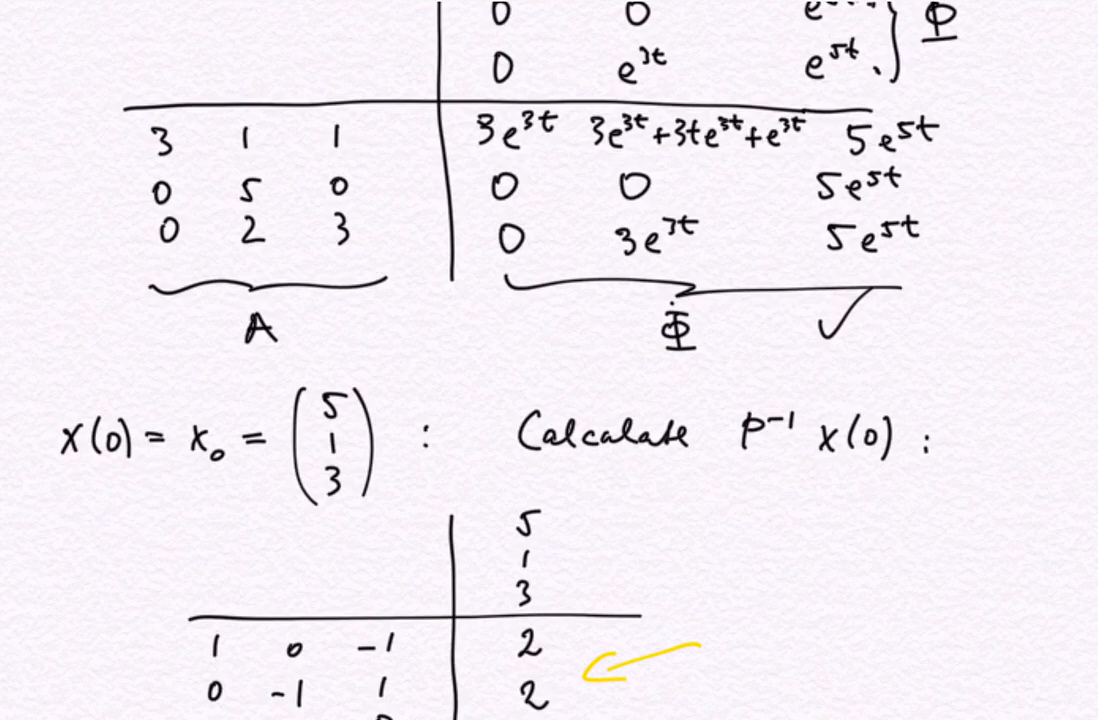 0 0 Φ
0 e^3t e^5t.
3 1 1 3e^3t 3e^3t+3te^3t+e^3t 5e^5t
0 5 0 0 0 5e^5t
0 2 3 0 3e^3t 5e^5t
A Φ̇ ✓
x(0) = x₀ = (5 1 3) : Calculate P⁻¹ x(0) :
5
1
3
1 0 -1 2
0 -1 1 2